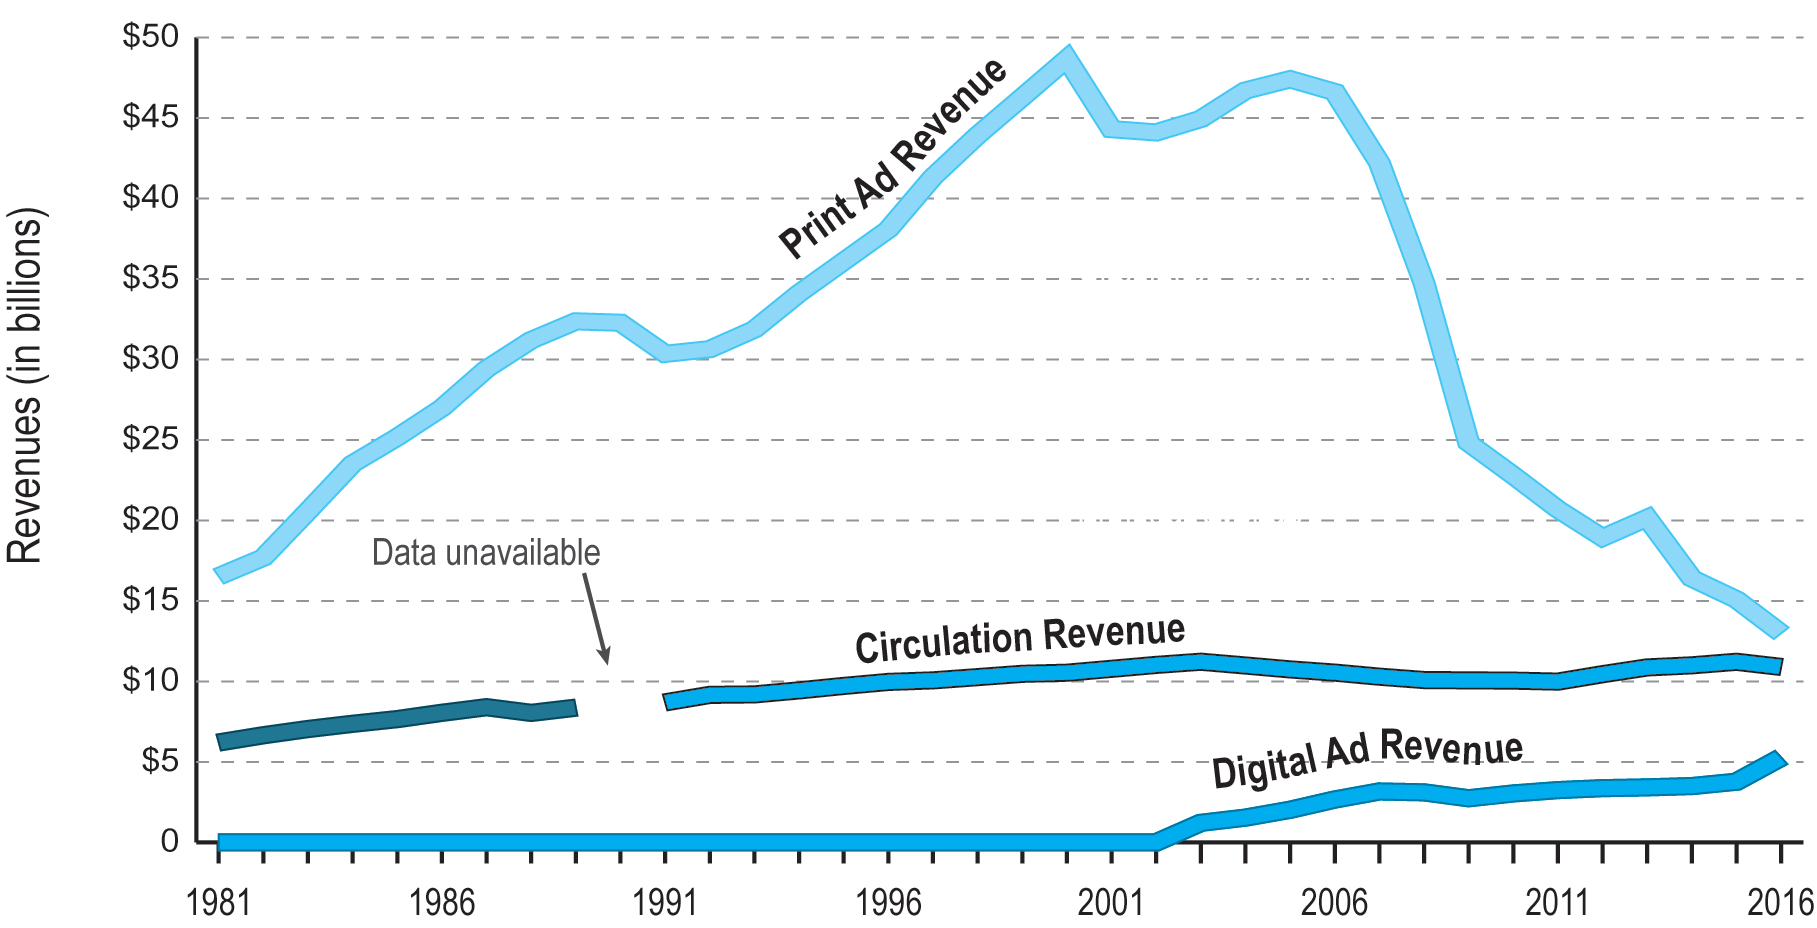 $50
$45
$40
$35
$30
$25
$20
$15
$10
$5
0
Revenues (in billions)
Print Ad Revenue
Data unavailable
Circulation Revenue
Digital Ad Revenue
1981 1986 1991 1996 2001 2006 2011 2016